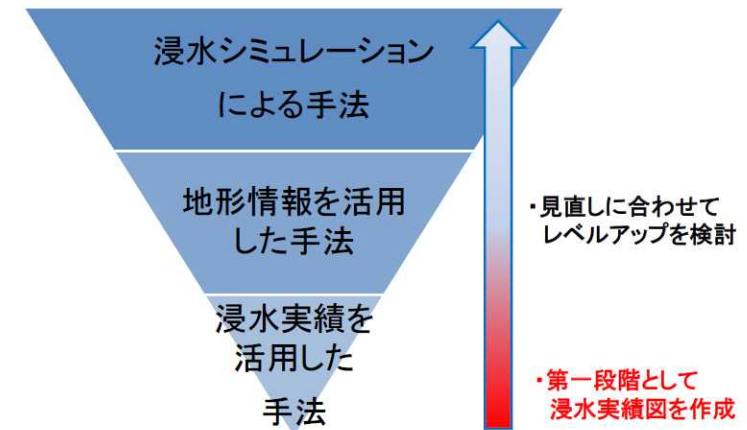 浸水シミュレーション
による手法
地形情報を活用
した手法
浸水実績を
活用した
手法
・見直しに合わせて
レベルアップを検討
・第一段階として
浸水実績図を作成